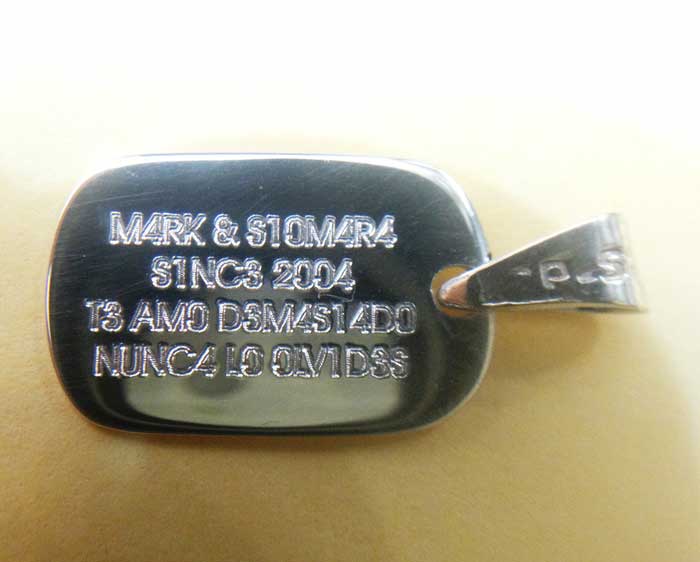 M4RK & S10M4R4
S1NC3 2004
T3 AM0 D3M4S14D0
NUNC4 L0 0LV1D3S
-P.S